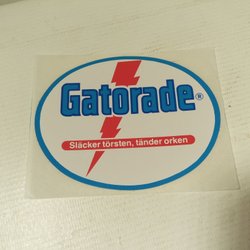 Gatorade®
Släcker törsten, tänder orken